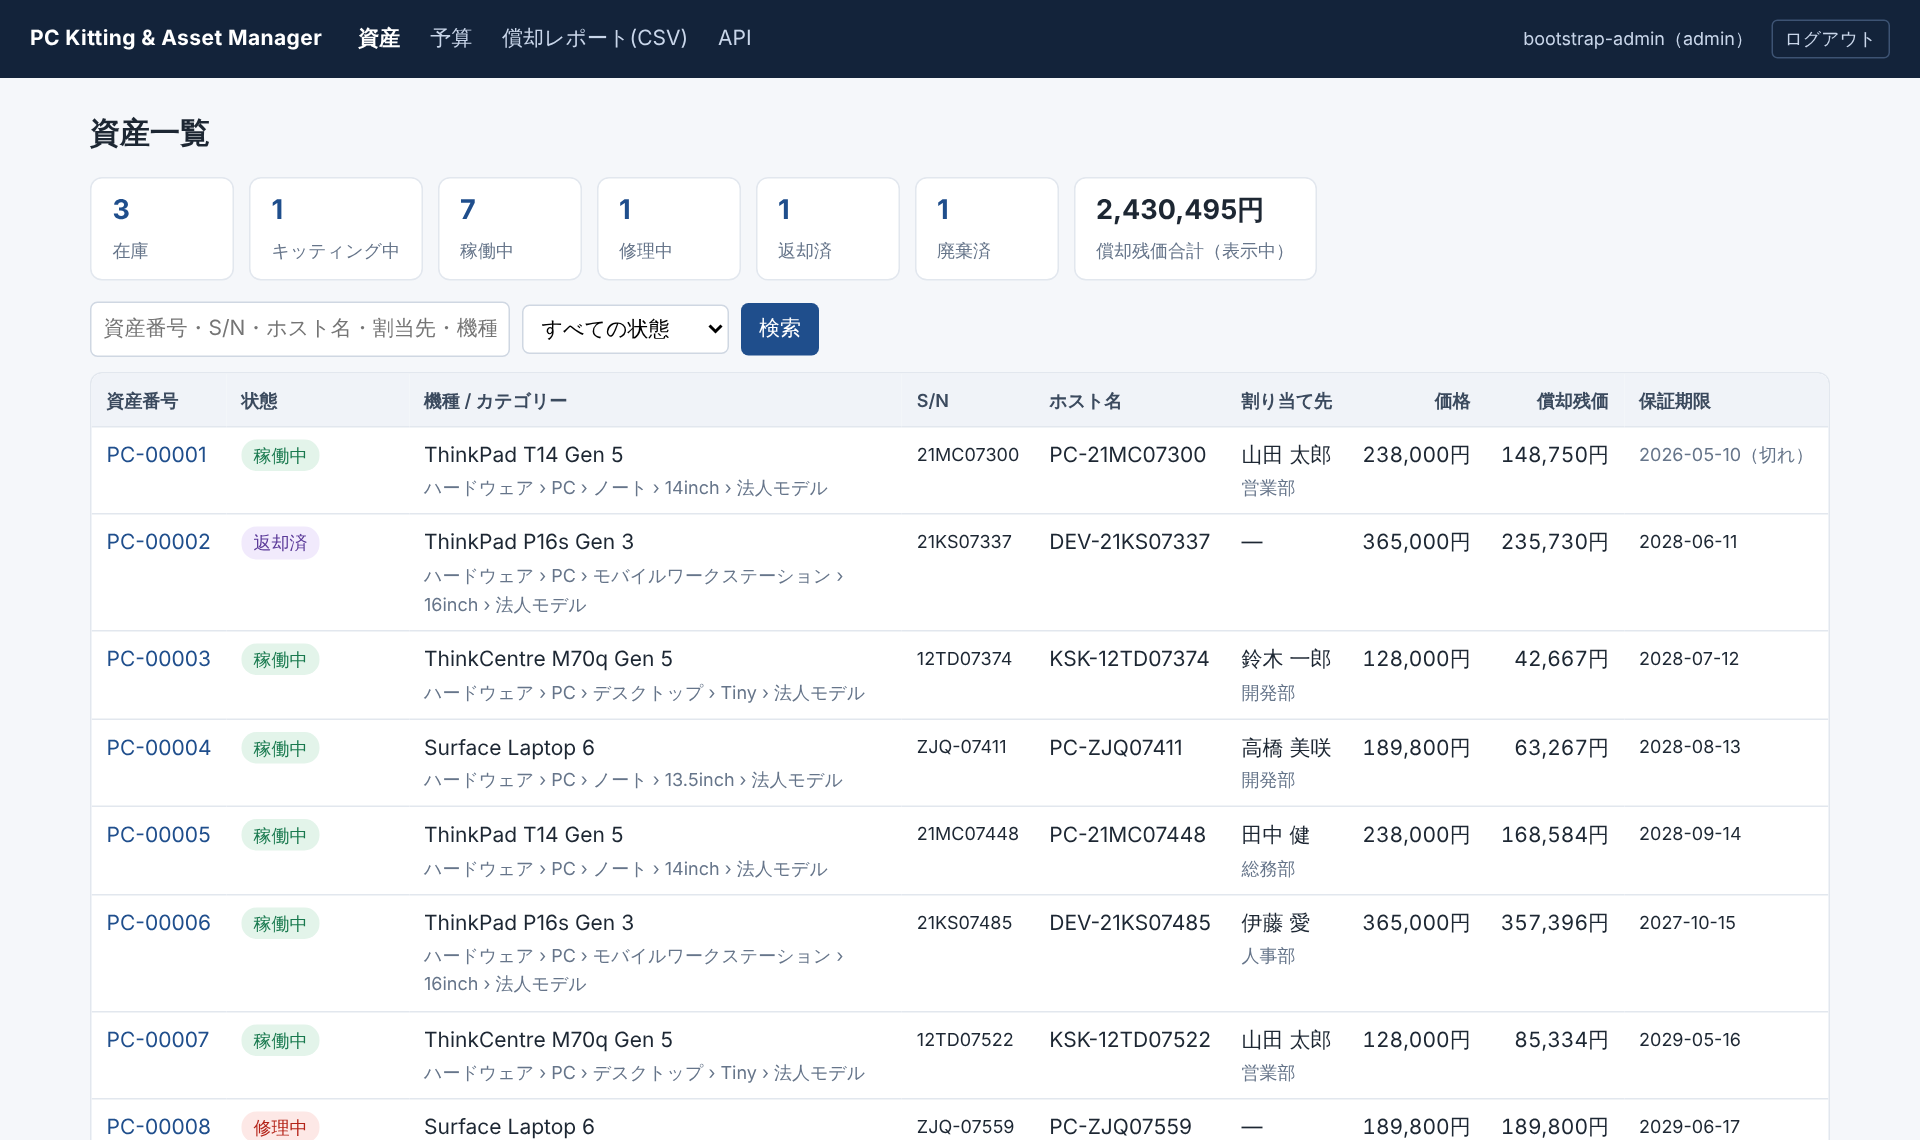 PC Kitting & Asset Manager 資産 予算 償却レポート(CSV) API bootstrap-admin（admin） ログアウト
資産一覧
3 1 7 1 1 1 2,430,495円
在庫 キッティング中 稼働中 修理中 返却済 廃棄済 償却残価合計（表示中）
資産番号・S/N・ホスト名・割当先・機種 すべての状態 検索
資産番号 状態 機種 / カテゴリー S/N ホスト名 割り当て先 価格 償却残価 保証期限
PC-00001 稼働中 ThinkPad T14 Gen 5 21MC07300 PC-21MC07300 山田 太郎 238,000円 148,750円 2026-05-10（切れ）
ハードウェア › PC › ノート › 14inch › 法人モデル 営業部
PC-00002 返却済 ThinkPad P16s Gen 3 21KS07337 DEV-21KS07337 — 365,000円 235,730円 2028-06-11
ハードウェア › PC › モバイルワークステーション ›
16inch › 法人モデル
PC-00003 稼働中 ThinkCentre M70q Gen 5 12TD07374 KSK-12TD07374 鈴木 一郎 128,000円 42,667円 2028-07-12
ハードウェア › PC › デスクトップ › Tiny › 法人モデル 開発部
PC-00004 稼働中 Surface Laptop 6 ZJQ-07411 PC-ZJQ07411 高橋 美咲 189,800円 63,267円 2028-08-13
ハードウェア › PC › ノート › 13.5inch › 法人モデル 開発部
PC-00005 稼働中 ThinkPad T14 Gen 5 21MC07448 PC-21MC07448 田中 健 238,000円 168,584円 2028-09-14
ハードウェア › PC › ノート › 14inch › 法人モデル 総務部
PC-00006 稼働中 ThinkPad P16s Gen 3 21KS07485 DEV-21KS07485 伊藤 愛 365,000円 357,396円 2027-10-15
ハードウェア › PC › モバイルワークステーション › 人事部
16inch › 法人モデル
PC-00007 稼働中 ThinkCentre M70q Gen 5 12TD07522 KSK-12TD07522 山田 太郎 128,000円 85,334円 2029-05-16
ハードウェア › PC › デスクトップ › Tiny › 法人モデル 営業部
PC-00008 修理中 Surface Laptop 6 ZJQ-07559 PC-ZJQ07559 — 189,800円 189,800円 2029-06-17